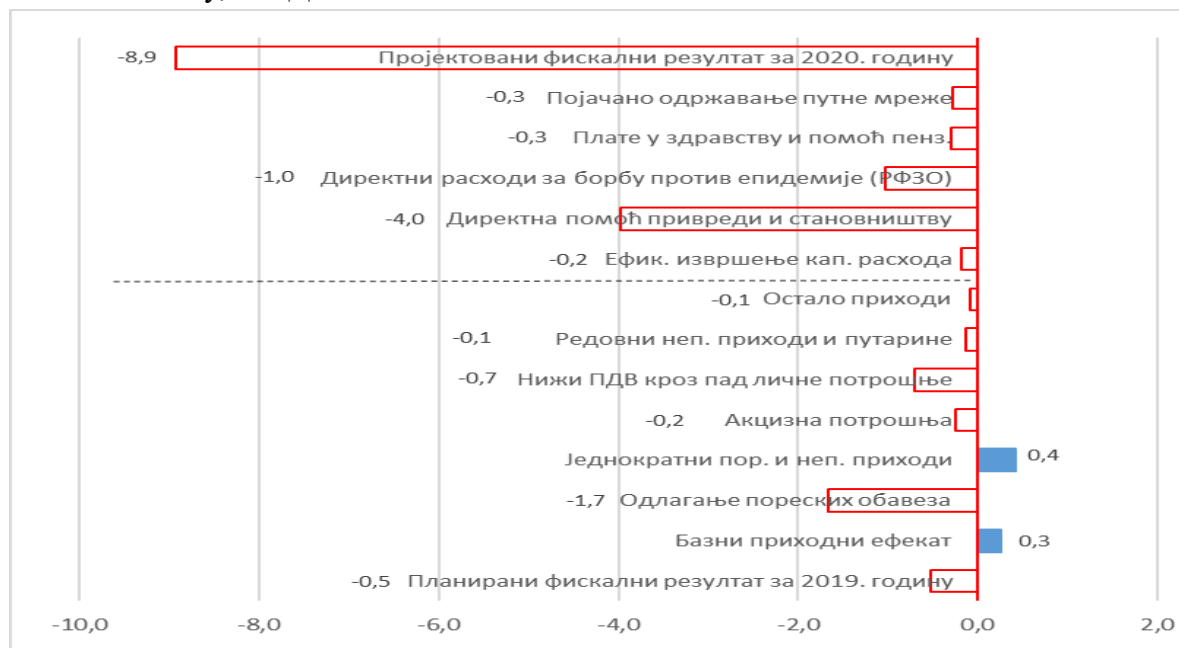 -8,9 Пројектовани фискални резултат за 2020. годину
-0,3 Појачано одржавање путне мреже
-0,3 Плате у здравству и помоћ пенз.
-1,0 Директни расходи за борбу против епидемије (РФЗО)
-4,0 Директна помоћ привреди и становништву
-0,2 Ефик. извршење кап. расхода
-0,1 Остало приходи
-0,1 Редовни неп. приходи и путарине
-0,7 Нижи ПДВ кроз пад личне потрошње
-0,2 Акцизна потрошња
Једнократни пор. и неп. приходи 0,4
-1,7 Одлагање пореских обавеза
Базни приходни ефекат 0,3
-0,5 Планирани фискални резултат за 2019. годину
-10,0 -8,0 -6,0 -4,0 -2,0 0,0 2,0